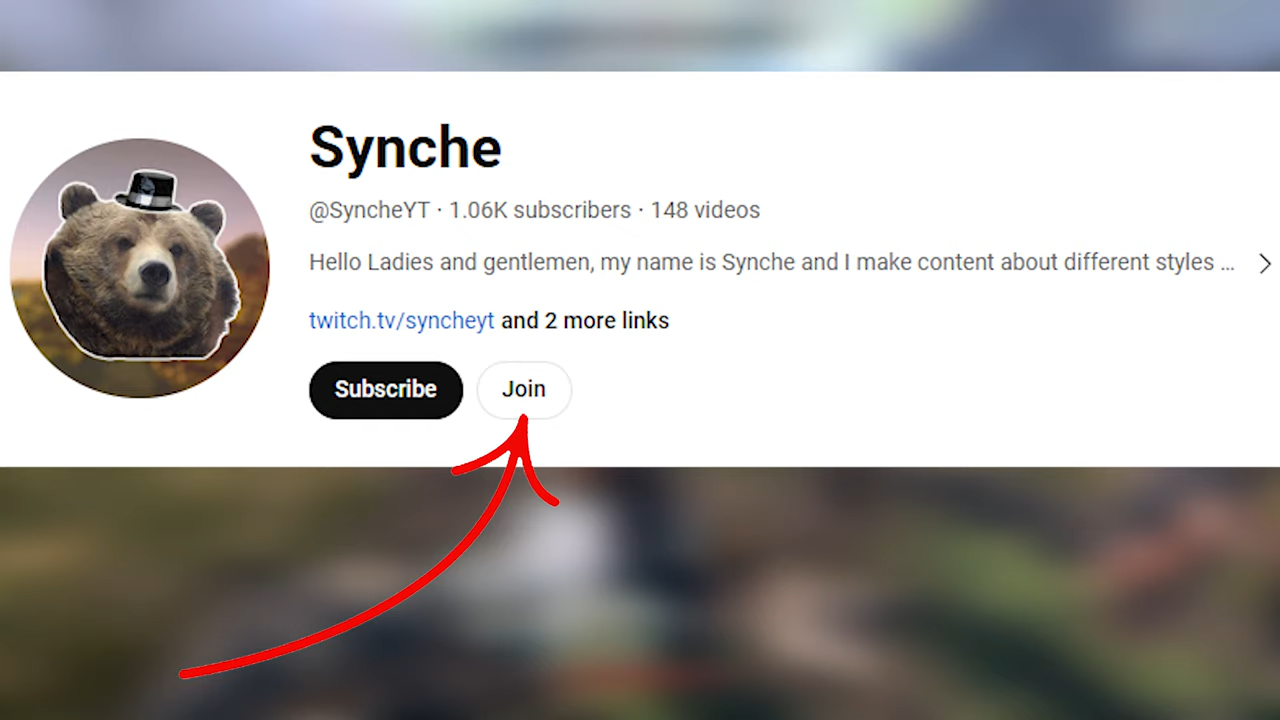 Synche
@SyncheYT · 1.06K subscribers · 148 videos
Hello Ladies and gentlemen, my name is Synche and I make content about different styles ...
twitch.tv/syncheyt and 2 more links
Subscribe Join